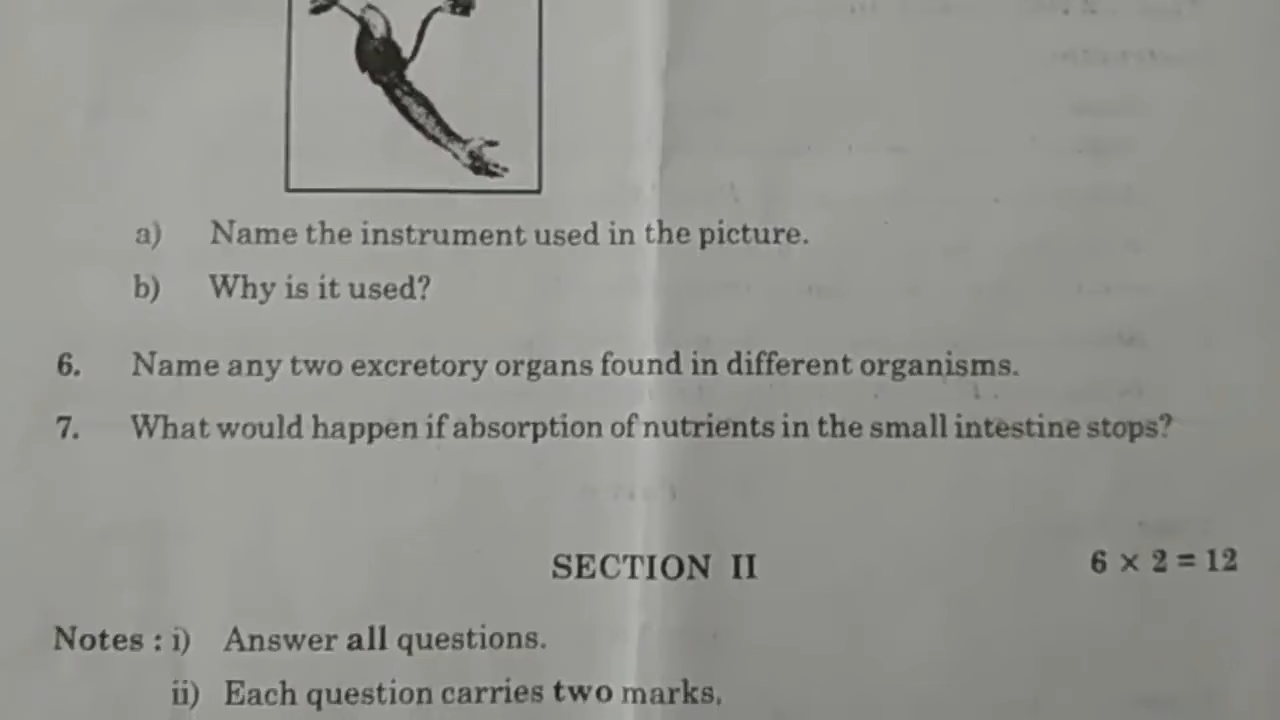 a) Name the instrument used in the picture.
b) Why is it used?
6. Name any two excretory organs found in different organisms.
7. What would happen if absorption of nutrients in the small intestine stops?
SECTION II 6 × 2 = 12
Notes : i) Answer all questions.
ii) Each question carries two marks.